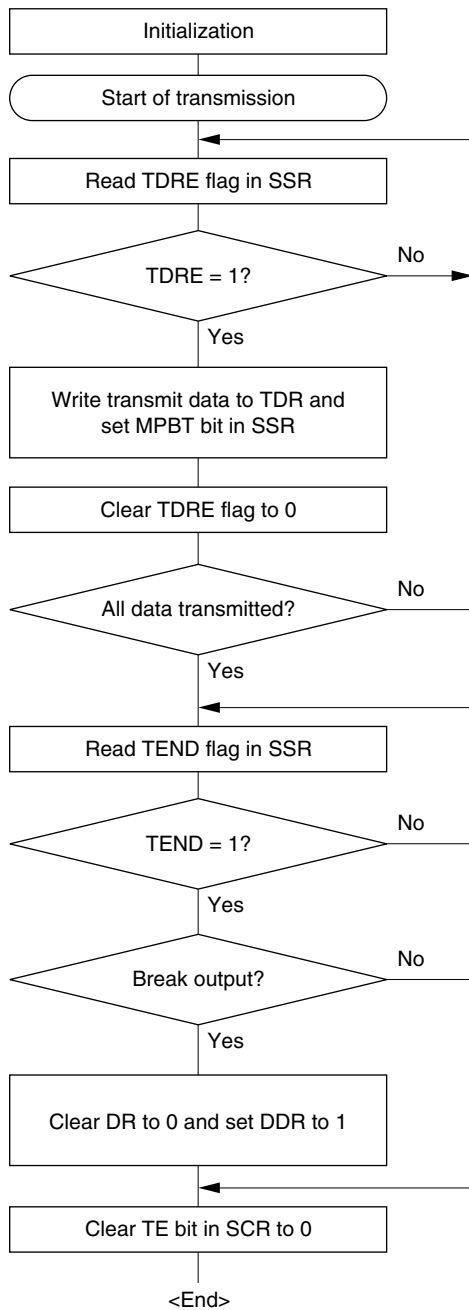 Initialization
Start of transmission
Read TDRE flag in SSR
TDRE = 1?
No
Yes
Write transmit data to TDR and
set MPBT bit in SSR
Clear TDRE flag to 0
All data transmitted?
No
Yes
Read TEND flag in SSR
TEND = 1?
No
Yes
Break output?
No
Yes
Clear DR to 0 and set DDR to 1
Clear TE bit in SCR to 0
<End>